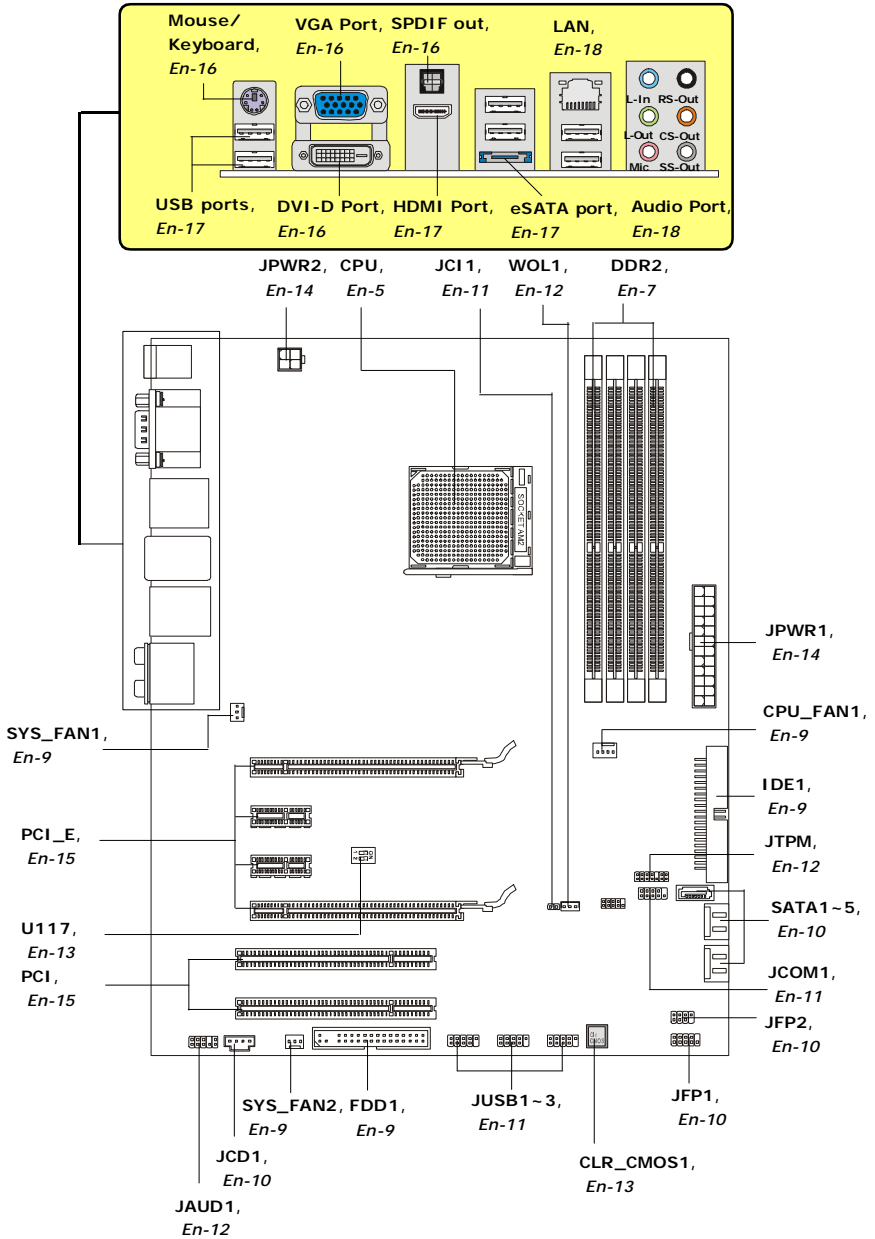 Mouse/
Keyboard,
En-16
VGA Port,
En-16
SPDIF out,
En-16
LAN,
En-18
L-In RS-Out
L-Out CS-Out
Mic SS-Out
USB ports,
En-17
DVI-D Port,
En-16
HDMI Port,
En-17
eSATA port,
En-17
Audio Port,
En-18
JPWR2,
En-14
CPU,
En-5
JCI1,
En-11
WOL1,
En-12
DDR2,
En-7
SOCKET AM2
JPWR1,
En-14
SYS_FAN1,
En-9
CPU_FAN1,
En-9
IDE1,
En-9
PCI_E,
En-15
ON
1 2
JTPM,
En-12
U117,
En-13
SATA1~5,
En-10
PCI,
En-15
JCOM1,
En-11
JFP2,
En-10
Clr
CMOS
SYS_FAN2,
En-9
FDD1,
En-9
JUSB1~3,
En-11
JFP1,
En-10
JCD1,
En-10
CLR_CMOS1,
En-13
JAUD1,
En-12